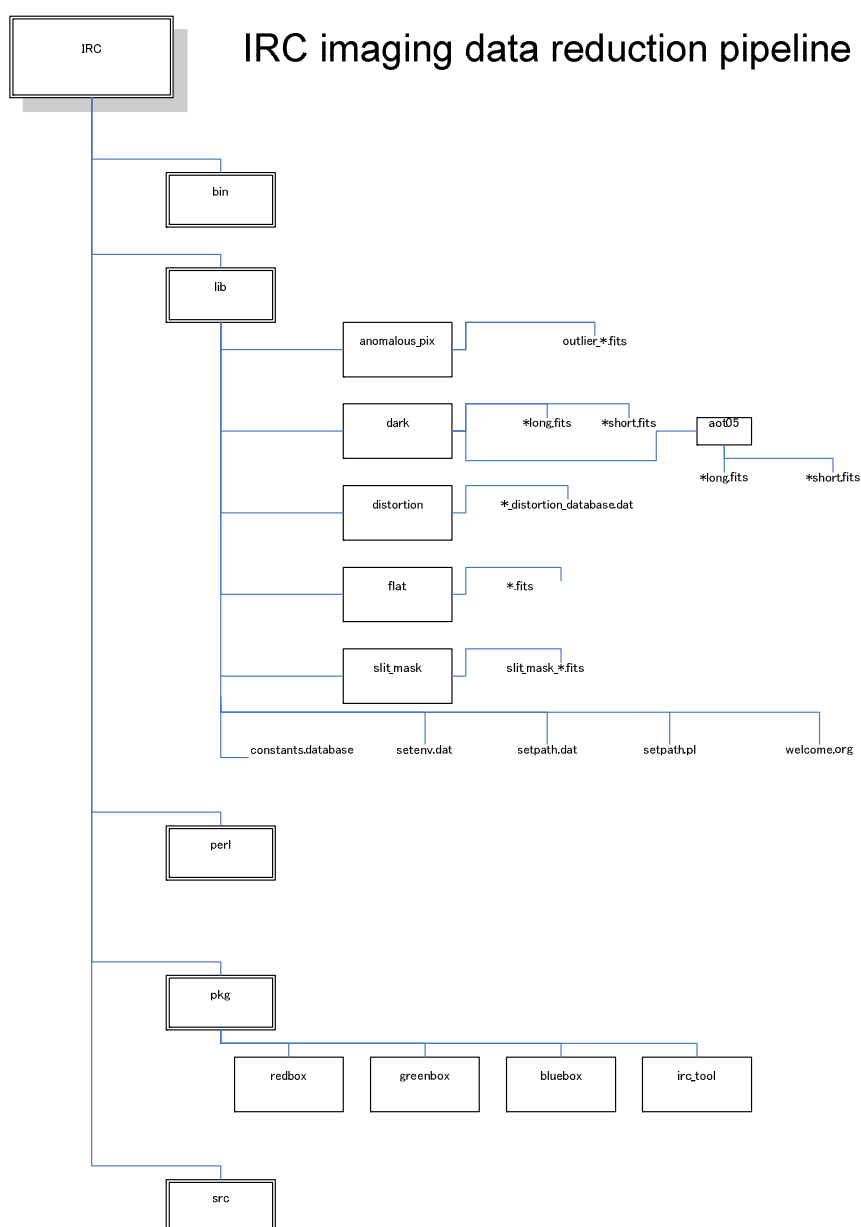 IRC
IRC imaging data reduction pipeline
bin
lib
anomalous_pix
outlier_*.fits
dark
*long.fits
*short.fits
aot05
*long.fits
*short.fits
distortion
*_distortion_database.dat
flat
*.fits
slit_mask
slit_mask_*.fits
constants.database
setenv.dat
setpath.dat
setpath.pl
welcome.org
perl
pkg
redbox
greenbox
bluebox
irc_tool
src